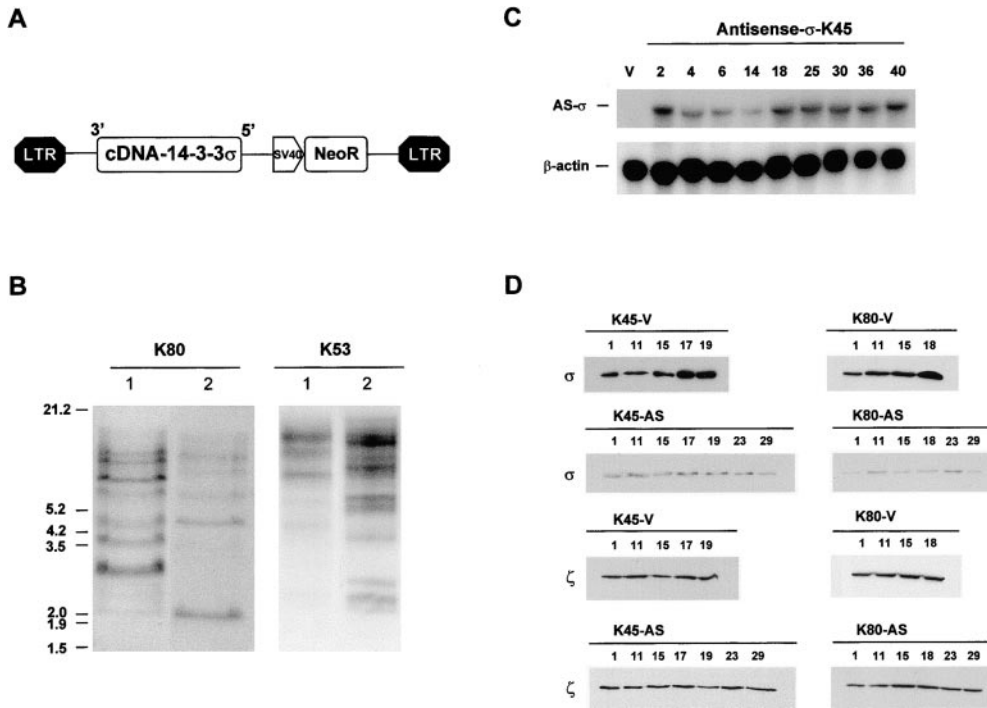 A
3’ 5’
LTR cDNA-14-3-3σ SV40 NeoR LTR
B
K80 K53
1 2 1 2
21.2
5.2
4.2
3.5
2.0
1.9
1.5
C
Antisense-σ-K45
V 2 4 6 14 18 25 30 36 40
AS-σ
β-actin
D
K45-V K80-V
1 11 15 17 19 1 11 15 18
σ
K45-AS K80-AS
1 11 15 17 19 23 29 1 11 15 18 23 29
σ
K45-V K80-V
1 11 15 17 19 1 11 15 18
ζ
K45-AS K80-AS
1 11 15 17 19 23 29 1 11 15 18 23 29
ζ